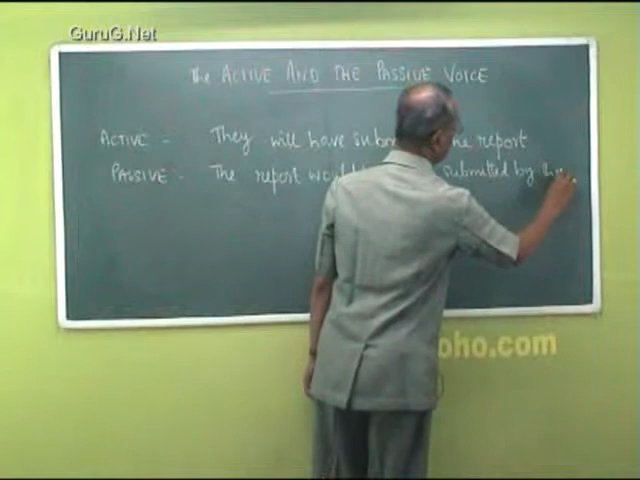 GuruG.Net
The ACTIVE AND THE PASSIVE VOICE
ACTIVE - They will have report
PASSIVE - The report would submitted by
oho.com